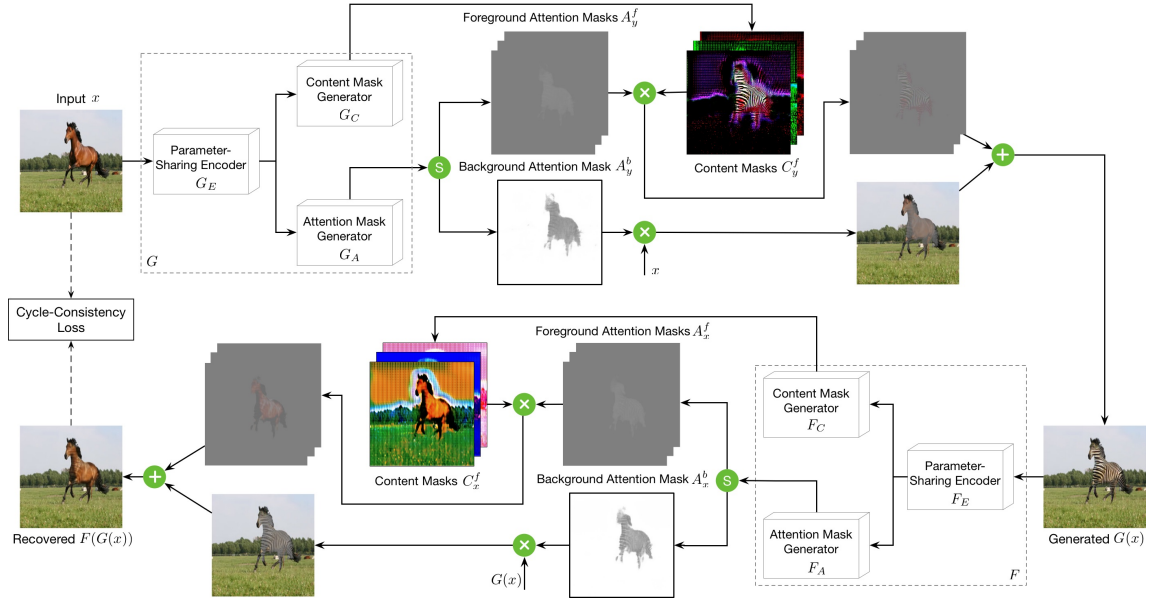 Foreground Attention Masks $A_y^f$
Input $x$
Content Mask
Generator
$G_C$
Parameter-
Sharing Encoder
$G_E$
Attention Mask
Generator
$G_A$
$G$
S
×
Background Attention Mask $A_y^b$
Content Masks $C_y^f$
+
×
$x$
Cycle-Consistency
Loss
Foreground Attention Masks $A_x^f$
×
Content Masks $C_x^f$
Background Attention Mask $A_x^b$
S
Content Mask
Generator
$F_C$
Parameter-
Sharing Encoder
$F_E$
Attention Mask
Generator
$F_A$
$F$
+
Recovered $F(G(x))$
×
$G(x)$
Generated $G(x)$